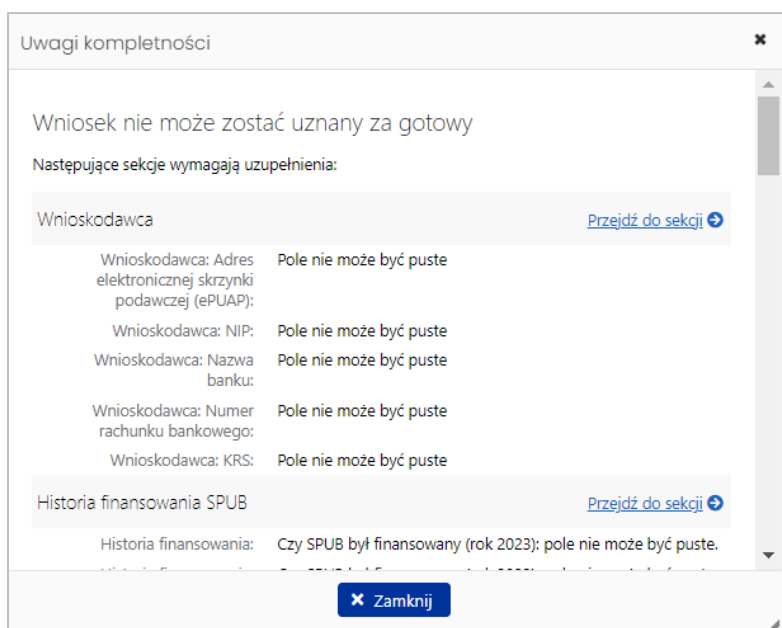 Uwagi kompletności
Wniosek nie może zostać uznany za gotowy
Następujące sekcje wymagają uzupełnienia:
Wnioskodawca Przejdź do sekcji
Wnioskodawca: Adres Pole nie może być puste
elektronicznej skrzynki
podawczej (ePUAP):
Wnioskodawca: NIP: Pole nie może być puste
Wnioskodawca: Nazwa Pole nie może być puste
banku:
Wnioskodawca: Numer Pole nie może być puste
rachunku bankowego:
Wnioskodawca: KRS: Pole nie może być puste
Historia finansowania SPUB Przejdź do sekcji
Historia finansowania: Czy SPUB był finansowany (rok 2023): pole nie może być puste.
Zamknij